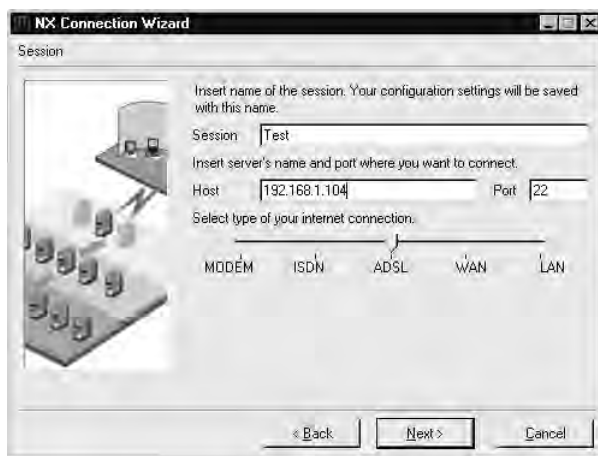 NX Connection Wizard
Session
Insert name of the session. Your configuration settings will be saved
with this name.
Session Test
Insert server's name and port where you want to connect.
Host 192.168.1.104 Port 22
Select type of your internet connection.
MODEM ISDN ADSL WAN LAN
< Back Next > Cancel